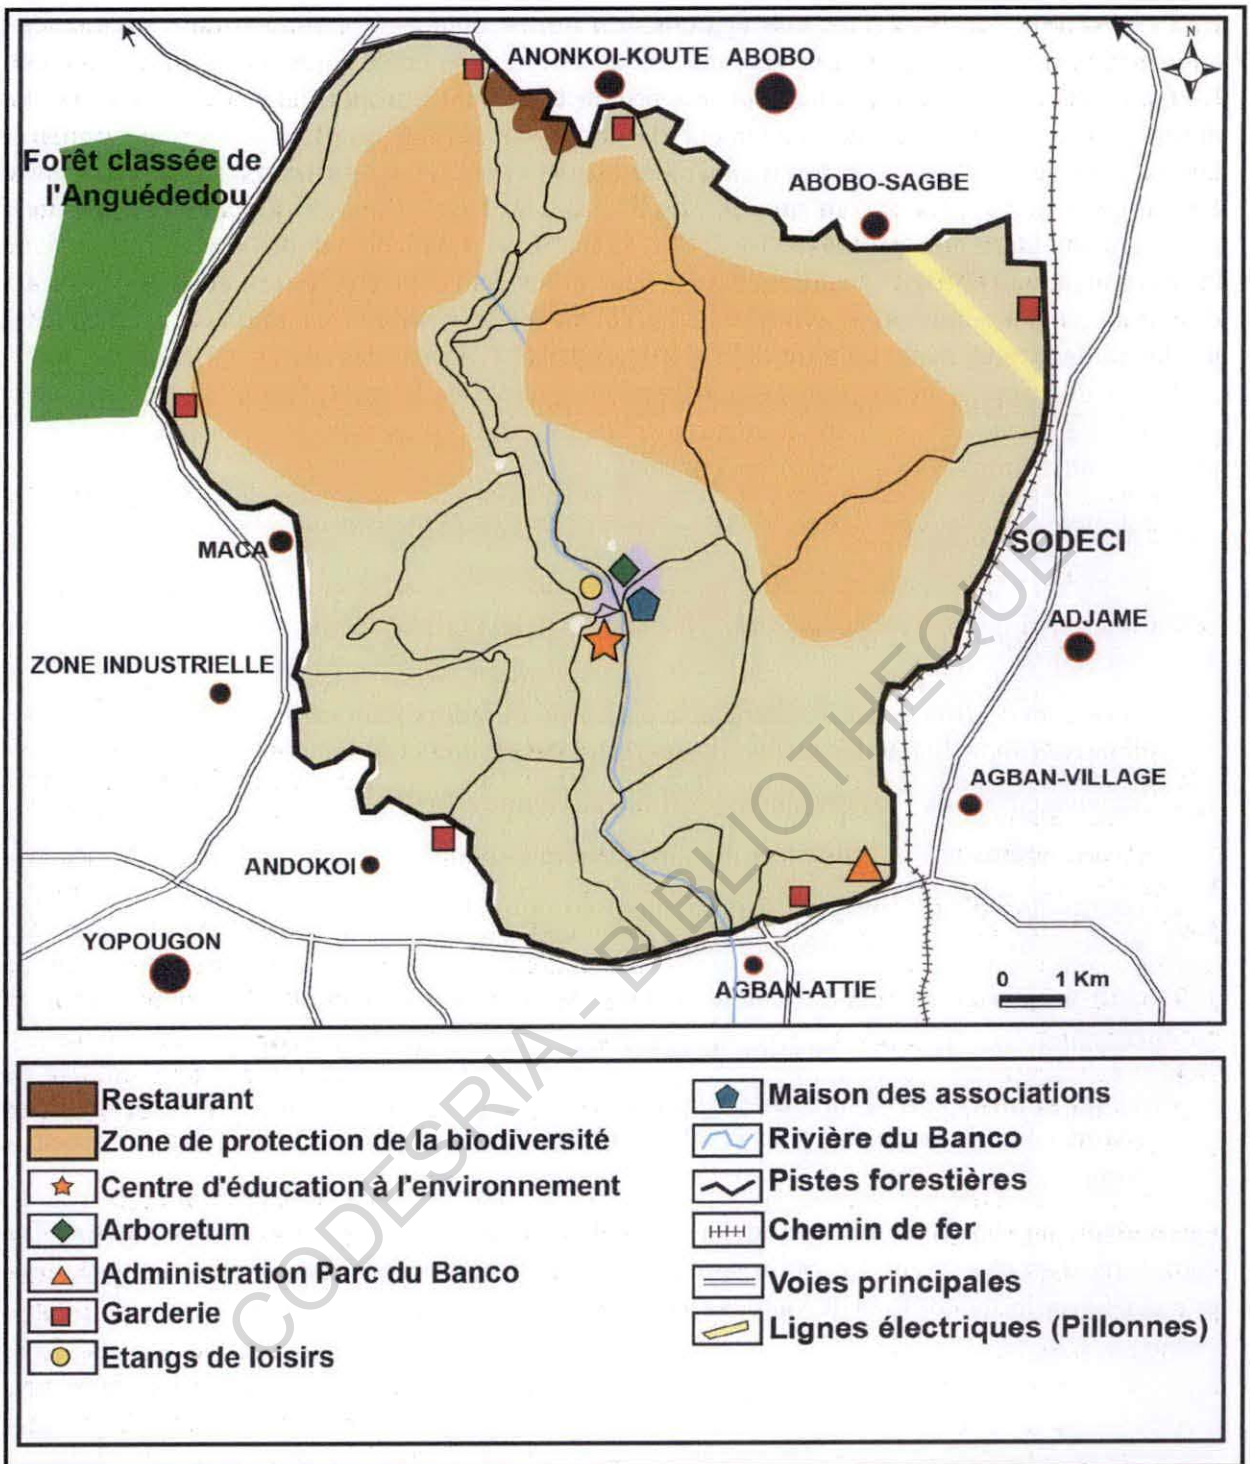 N
ANONKOI-KOUTE
ABOBO
Forêt classée de
l'Anguédedou
ABOBO-SAGBE
MACA
SODECI
ADJAME
ZONE INDUSTRIELLE
AGBAN-VILLAGE
ANDOKOI
YOPOUGON
AGBAN-ATTIE
0 1 Km
CODESRIA - BIBLIOTHEQUE
Restaurant
Zone de protection de la biodiversité
Centre d'éducation à l'environnement
Arboretum
Administration Parc du Banco
Garderie
Etangs de loisirs
Maison des associations
Rivière du Banco
Pistes forestières
Chemin de fer
Voies principales
Lignes électriques (Pillonnes)